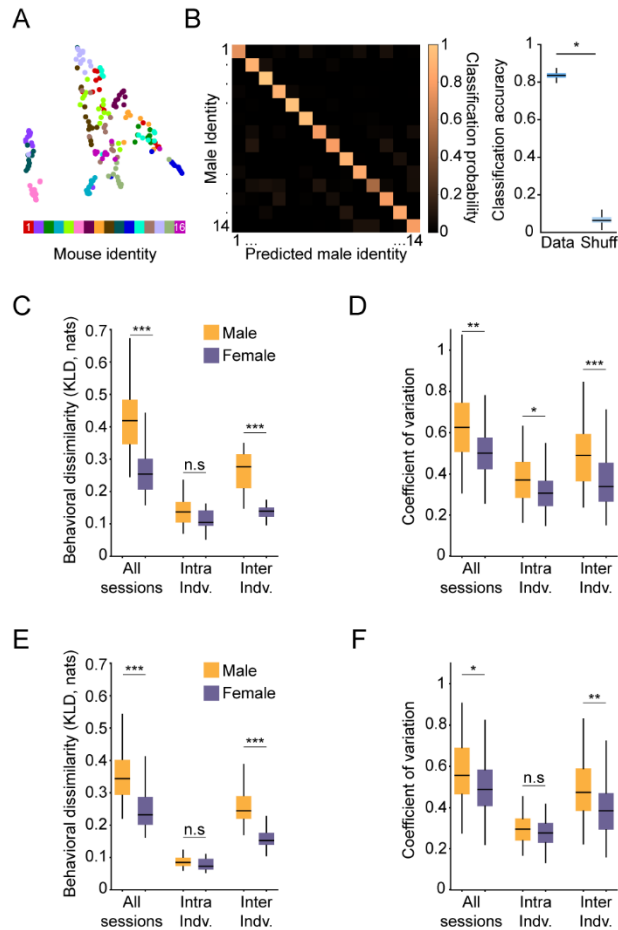 A
1
16
Mouse identity
B
Male Identity
1
.
.
.
.
14
1 ...
...14
Predicted male identity
1
0.8
0.6
0.4
0.2
0
Classification probability
Classification accuracy
1
0.8
0.6
0.4
0.2
0
*
Data
Shuff
C
Behavioral dissimilarity (KLD, nats)
0.7
0.6
0.5
0.4
0.3
0.2
0.1
0
***
n.s
***
Male
Female
All
sessions
Intra
Indv.
Inter
Indv.
D
Coefficient of variation
1
0.8
0.6
0.4
0.2
0
**
*
***
All
sessions
Intra
Indv.
Inter
Indv.
E
Behavioral dissimilarity (KLD, nats)
0.7
0.6
0.5
0.4
0.3
0.2
0.1
0
***
n.s
***
Male
Female
All
sessions
Intra
Indv.
Inter
Indv.
F
Coefficient of variation
1
0.8
0.6
0.4
0.2
0
*
n.s
**
All
sessions
Intra
Indv.
Inter
Indv.